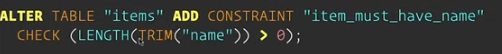 ALTER TABLE "items" ADD CONSTRAINT "item_must_have_name"
CHECK (LENGTH(TRIM("name")) > 0);